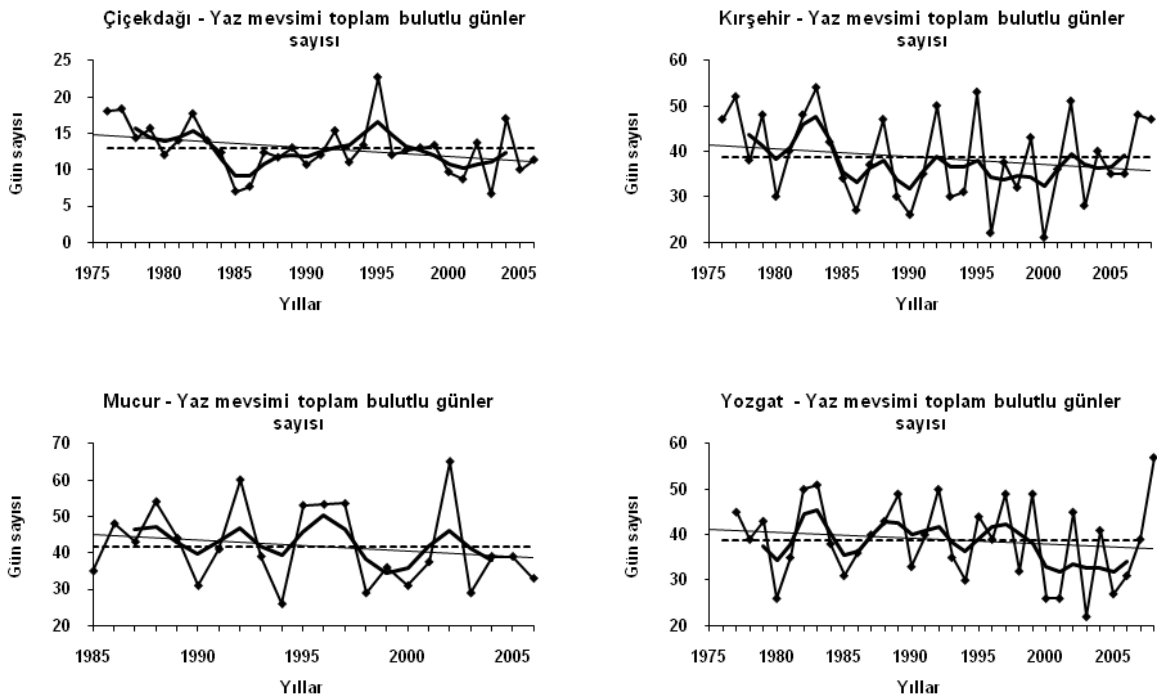 Çiçekdağı - Yaz mevsimi toplam bulutlu günler
sayısı
25
20
15
10
5
0
Gün sayısı
1975 1980 1985 1990 1995 2000 2005
Yıllar
Kırşehir - Yaz mevsimi toplam bulutlu günler
sayısı
60
50
40
30
20
Gün sayısı
1975 1980 1985 1990 1995 2000 2005
Yıllar
Mucur - Yaz mevsimi toplam bulutlu günler
sayısı
70
60
50
40
30
20
Gün sayısı
1985 1990 1995 2000 2005
Yıllar
Yozgat - Yaz mevsimi toplam bulutlu günler
sayısı
60
50
40
30
20
Gün sayısı
1975 1980 1985 1990 1995 2000 2005
Yıllar